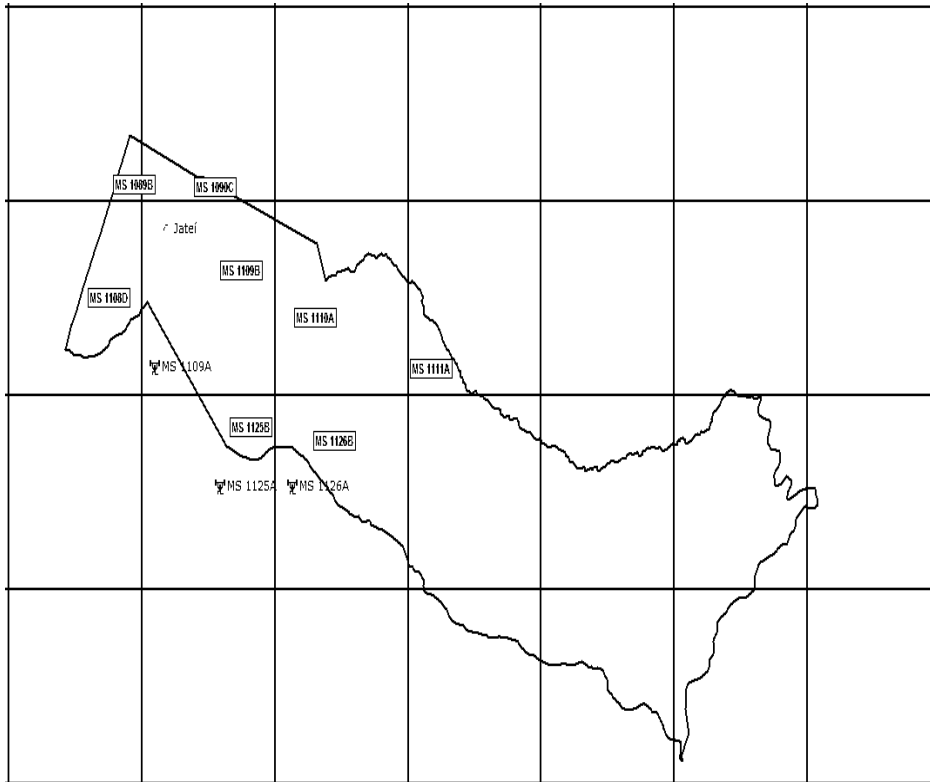 MS 1089B
MS 1090C
Jateí
MS 1109B
MS 1108D
MS 1110A
MS 1109A
MS 1111A
MS 1125B
MS 1126B
MS 1125A
MS 1126A